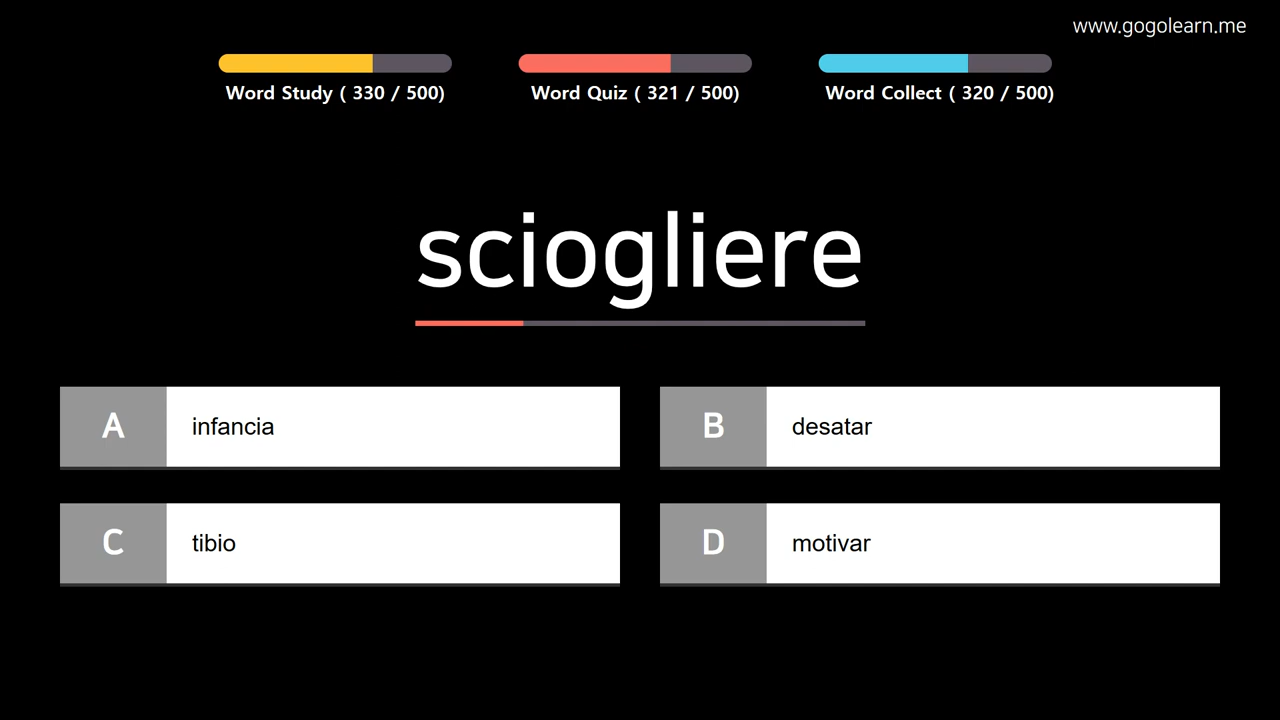 www.gogolearn.me
Word Study ( 330 / 500)
Word Quiz ( 321 / 500)
Word Collect ( 320 / 500)
sciogliere
A infancia
B desatar
C tibio
D motivar